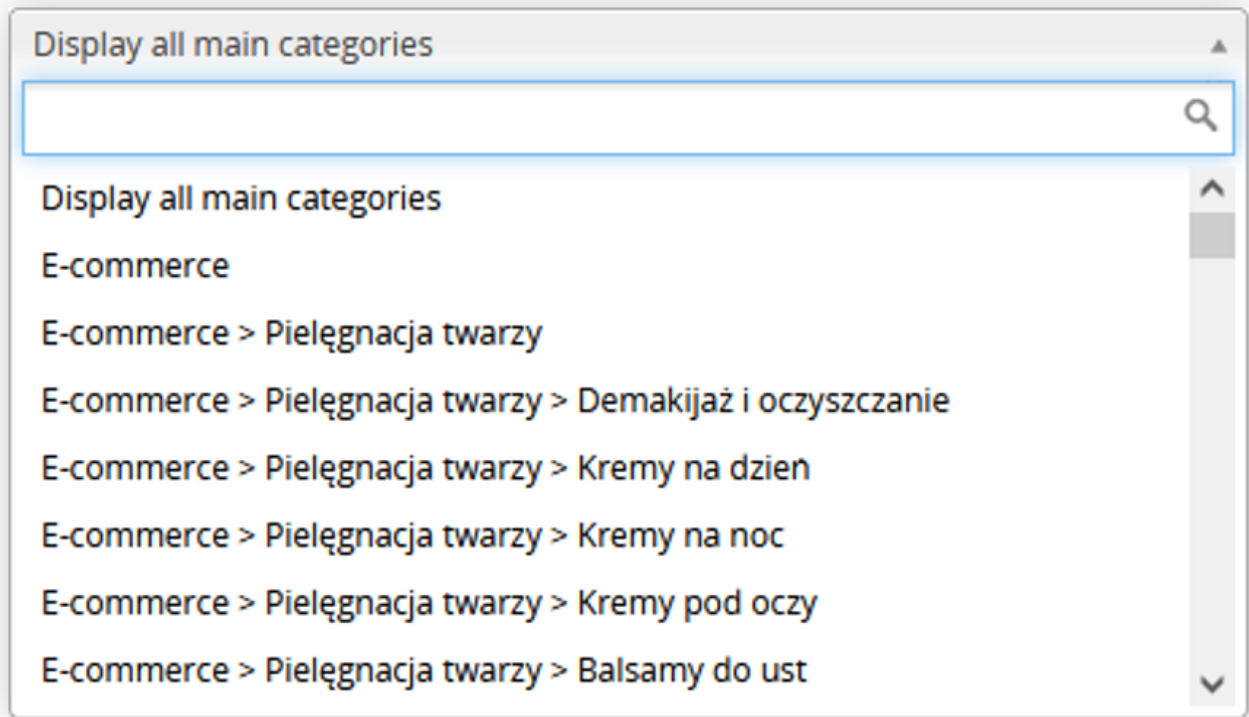 Display all main categories
Display all main categories
E-commerce
E-commerce > Pielęgnacja twarzy
E-commerce > Pielęgnacja twarzy > Demakijaż i oczyszczanie
E-commerce > Pielęgnacja twarzy > Kremy na dzień
E-commerce > Pielęgnacja twarzy > Kremy na noc
E-commerce > Pielęgnacja twarzy > Kremy pod oczy
E-commerce > Pielęgnacja twarzy > Balsamy do ust